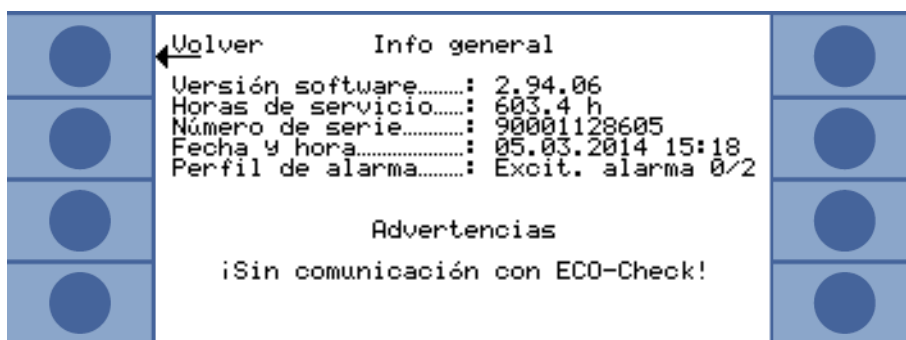 Volver Info general
Versión software........: 2.94.06
Horas de servicio.....: 603.4 h
Número de serie.........: 90001128605
Fecha y hora................: 05.03.2014 15:18
Perfil de alarma.......: Excit. alarma 0/2
Advertencias
¡Sin comunicación con ECO-Check!